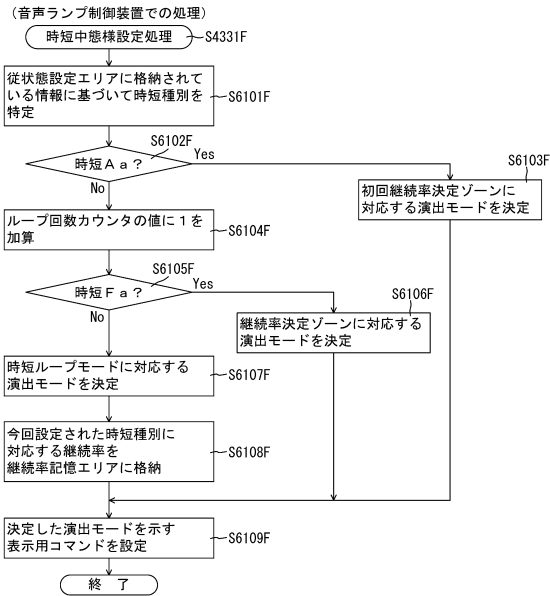 （音声ランプ制御装置での処理）
時短中態様設定処理
S4331F
従状態設定エリアに格納されて
いる情報に基づいて時短種別を
特定
S6101F
時短Ａａ？
S6102F
Yes
No
初回継続率決定ゾーンに
対応する演出モードを決定
S6103F
ループ回数カウンタの値に１を
加算
S6104F
時短Ｆａ？
S6105F
Yes
No
継続率決定ゾーンに対応する
演出モードを決定
S6106F
時短ループモードに対応する
演出モードを決定
S6107F
今回設定された時短種別に
対応する継続率を
継続率記憶エリアに格納
S6108F
決定した演出モードを示す
表示用コマンドを設定
S6109F
終 了